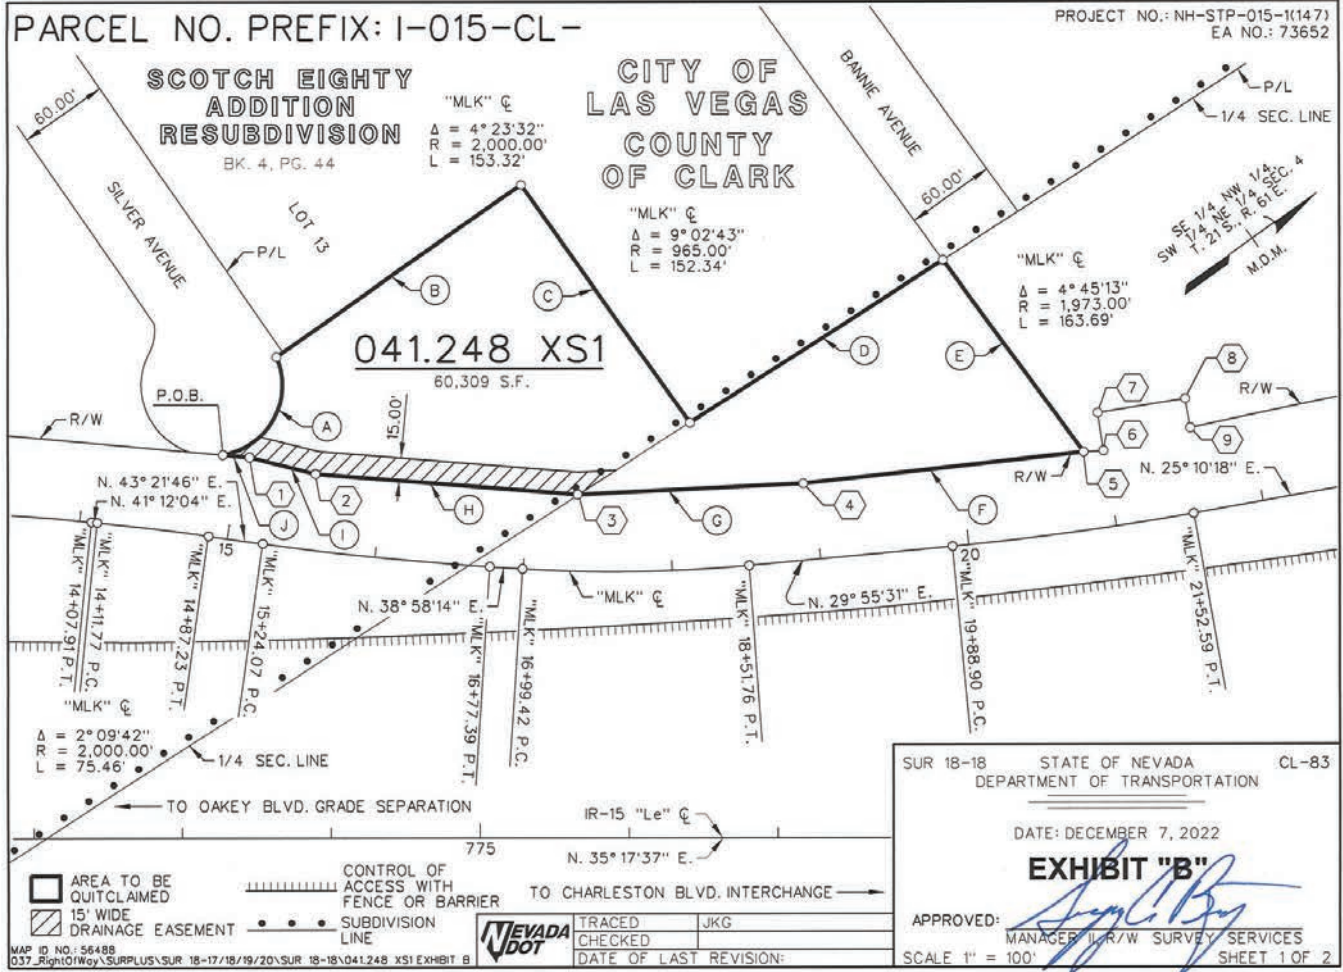 PARCEL NO. PREFIX: I-015-CL-
PROJECT NO.: NH-STP-015-1(147)
EA NO.: 73652
SCOTCH EIGHTY
ADDITION
RESUBDIVISION
BK. 4, PG. 44
"MLK" ℄
Δ = 4°23'32"
R = 2,000.00'
L = 153.32'
CITY OF
LAS VEGAS
COUNTY
OF CLARK
"MLK" ℄
Δ = 9°02'43"
R = 965.00'
L = 152.34'
BANNIE AVENUE
60.00'
P/L
1/4 SEC. LINE
SE 1/4 NW 1/4,
SW 1/4 NE 1/4 SEC. 4
T. 21 S., R. 61 E.
M.D.M.
"MLK" ℄
Δ = 4°45'13"
R = 1,973.00'
L = 163.69'
60.00'
SILVER AVENUE
LOT 13
P/L
B
C
D
E
041.248 XS1
60,309 S.F.
P.O.B.
R/W
A
15.00'
7
8
R/W
6
9
N. 25°10'18" E.
R/W
5
N. 43°21'46" E.
N. 41°12'04" E.
1
2
J
I
H
3
G
4
F
15
20
"MLK" ℄
N. 38°58'14" E.
N. 29°55'31" E.
"MLK" 14+07.91 P.T.
"MLK" 14+11.77 P.C.
"MLK" 14+87.23 P.T.
"MLK" 15+24.07 P.C.
"MLK" 16+77.39 P.T.
"MLK" 16+99.42 P.C.
"MLK" 18+51.76 P.T.
"MLK" 19+88.90 P.C.
"MLK" 21+52.59 P.T.
"MLK" ℄
Δ = 2°09'42"
R = 2,000.00'
L = 75.46'
1/4 SEC. LINE
TO OAKEY BLVD. GRADE SEPARATION
IR-15 "Le" ℄
775
N. 35°17'37" E.
TO CHARLESTON BLVD. INTERCHANGE
AREA TO BE
QUITCLAIMED
15' WIDE
DRAINAGE EASEMENT
CONTROL OF
ACCESS WITH
FENCE OR BARRIER
SUBDIVISION
LINE
MAP ID NO.: 56488
037_RightOfWay\SURPLUS\SUR 18-17/18/19/20\SUR 18-18\041.248 XS1 EXHIBIT B
NEVADA
DOT
TRACED JKG
CHECKED
DATE OF LAST REVISION:
SUR 18-18 STATE OF NEVADA CL-83
DEPARTMENT OF TRANSPORTATION
DATE: DECEMBER 7, 2022
EXHIBIT "B"
APPROVED:
MANAGER II, R/W SURVEY SERVICES
SCALE 1" = 100' SHEET 1 OF 2